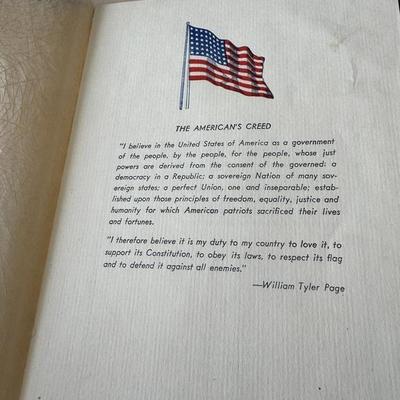 THE AMERICAN'S CREED
"I believe in the United States of America as a government
of the people, by the people, for the people, whose just
powers are derived from the consent of the governed: a
democracy in a Republic; a sovereign Nation of many sov-
ereign states; a perfect Union, one and inseparable; estab-
lished upon those principles of freedom, equality, justice and
humanity for which American patriots sacrificed their lives
and fortunes.
"I therefore believe it is my duty to my country to love it, to
support its Constitution, to obey its laws, to respect its flag
and to defend it against all enemies."
—William Tyler Page